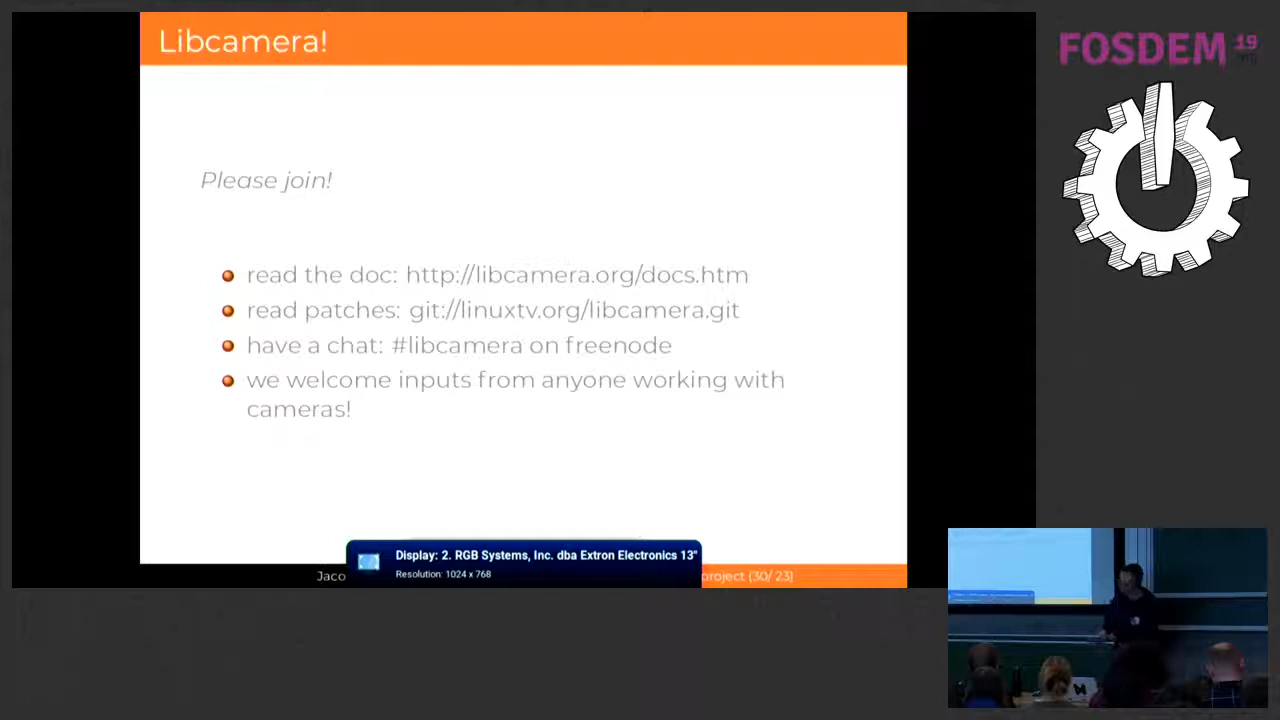 Libcamera!
FOSDEM 19
Please join!
read the doc: http://libcamera.org/docs.htm
read patches: git://linuxtv.org/libcamera.git
have a chat: #libcamera on freenode
we welcome inputs from anyone working with
cameras!
Display: 2. RGB Systems, Inc. dba Extron Electronics 13"
Resolution: 1024 x 768
Jaco
project (30/ 23)